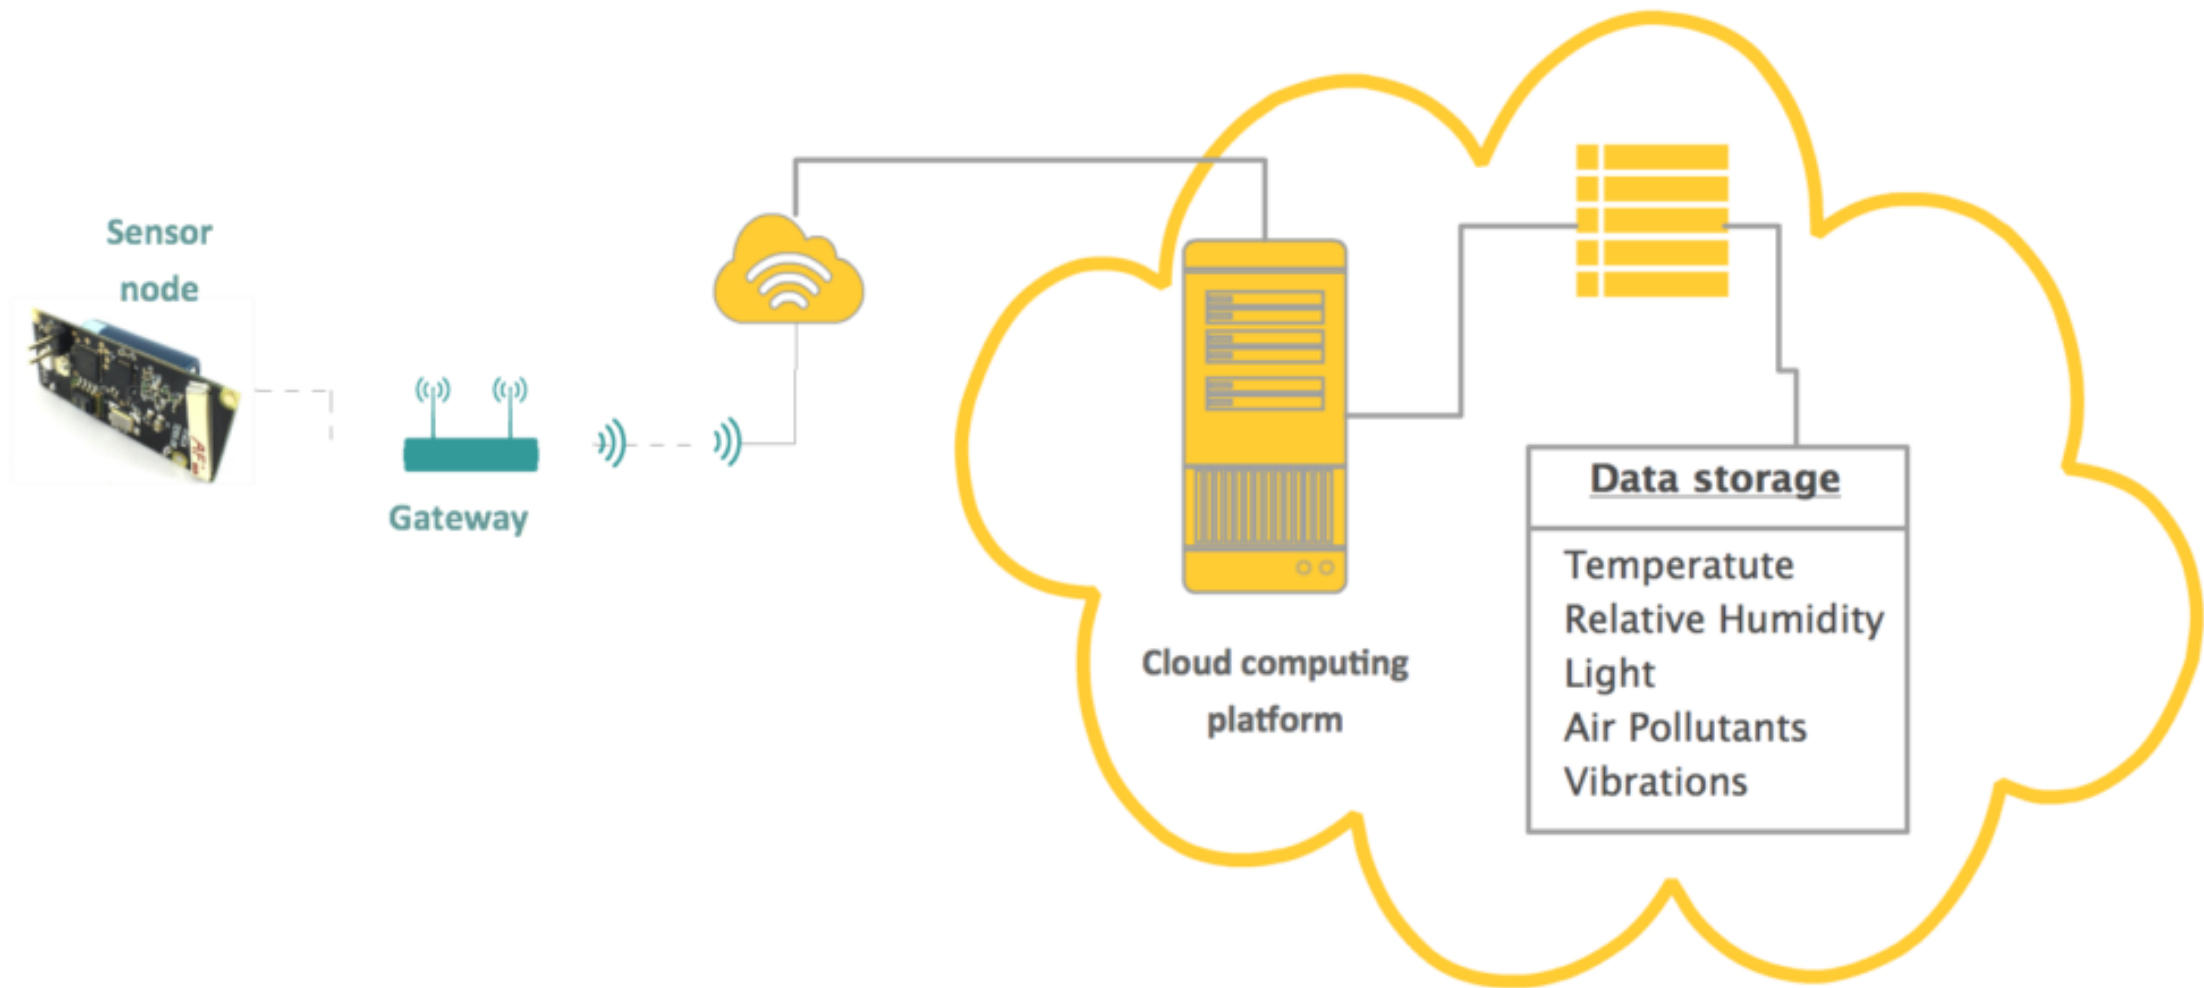 Sensor
node
Gateway
Cloud computing
platform
Data storage
Temperatute
Relative Humidity
Light
Air Pollutants
Vibrations